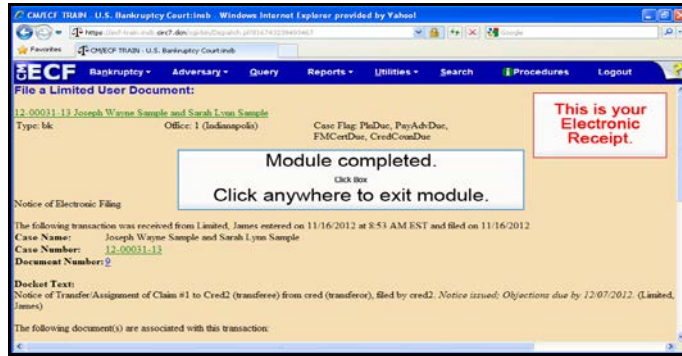 CM/ECF TRAIN - U.S. Bankruptcy Court:insb - Windows Internet Explorer provided by Yahoo!
Google
Favorites
CM/ECF TRAIN - U.S. Bankruptcy Court:insb
ECF Bankruptcy Adversary Query Reports Utilities Search Procedures Logout
File a Limited User Document:
12-00031-13 Joseph Wayne Sample and Sarah Lynn Sample
Type: bk Office: 1 (Indianapolis) Case Flag: PlnDue, PayAdvDue,
FMCertDue, CredCounDue
This is your
Electronic
Receipt.
Module completed.
Click Box
Click anywhere to exit module.
Notice of Electronic Filing
The following transaction was received from Limited, James entered on 11/16/2012 at 8:53 AM EST and filed on 11/16/2012
Case Name: Joseph Wayne Sample and Sarah Lynn Sample
Case Number: 12-00031-13
Document Number: 9
Docket Text:
Notice of Transfer/Assignment of Claim #1 to Cred2 (transferee) from cred (transferor), filed by cred2. Notice issued; Objections due by 12/07/2012. (Limited,
James)
The following document(s) are associated with this transaction: